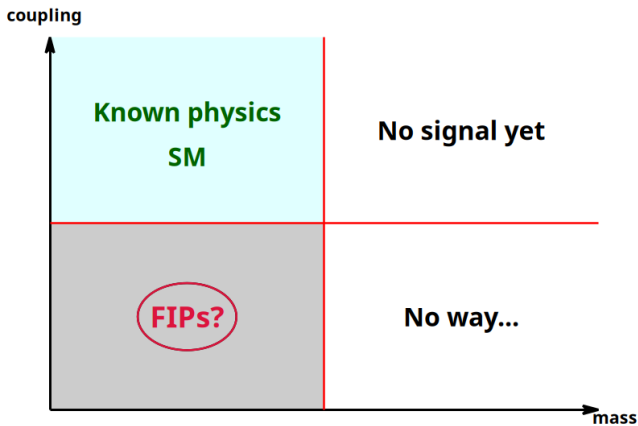 coupling
Known physics
SM
No signal yet
FIPs?
No way...
mass